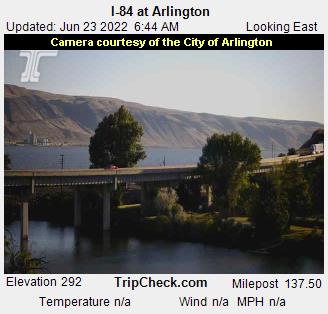 I-84 at Arlington
Updated: Jun 23 2022 6:44 AM Looking East
Camera courtesy of the City of Arlington
Elevation 292 TripCheck.com Milepost 137.50
Temperature n/a Wind n/a MPH n/a